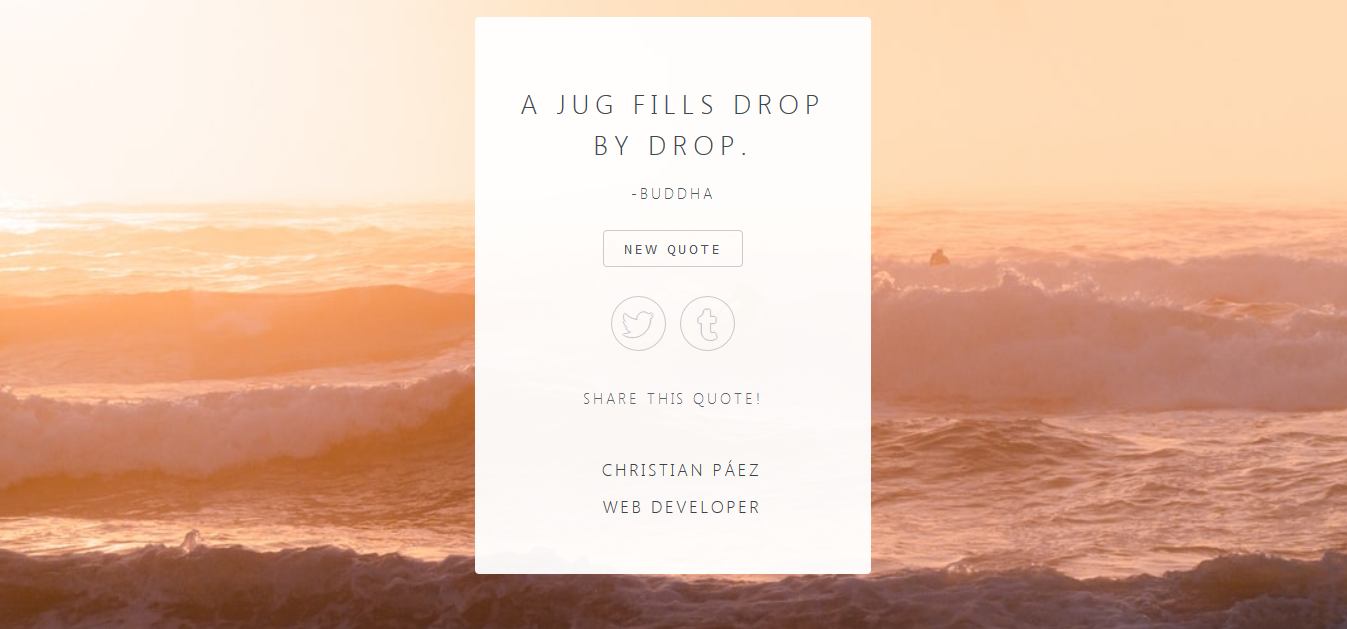 A JUG FILLS DROP
BY DROP.
-BUDDHA
NEW QUOTE
SHARE THIS QUOTE!
CHRISTIAN PÁEZ
WEB DEVELOPER